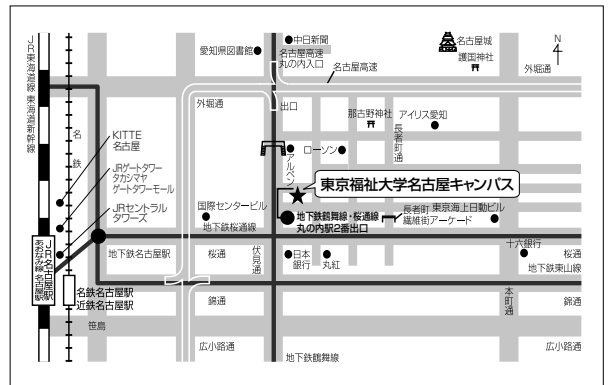 中日新聞
愛知県図書館
名古屋高速
丸の内入口
名古屋高速
名古屋城
護国神社
N
外堀通
JR東海道線
東海道新幹線
名鉄
外堀通
出口
那古野神社
アイリス愛知
長者町通
KITTE
名古屋
アルペン
ローソン
JRゲートタワー
タカシマヤ
ゲートタワーモール
東京福祉大学名古屋キャンパス
JRセントラル
タワーズ
国際センタービル
地下鉄桜通線
地下鉄鶴舞線・桜通線
丸の内駅2番出口
長者町
繊維街アーケード
東京海上日動ビル
JR名古屋駅
あおなみ線名古屋駅
地下鉄名古屋駅
桜通
伏見通
日本
銀行
丸紅
十六銀行
桜通
地下鉄東山線
名鉄名古屋駅
近鉄名古屋駅
錦通
本町通
錦通
笹島
広小路通
地下鉄鶴舞線
広小路通